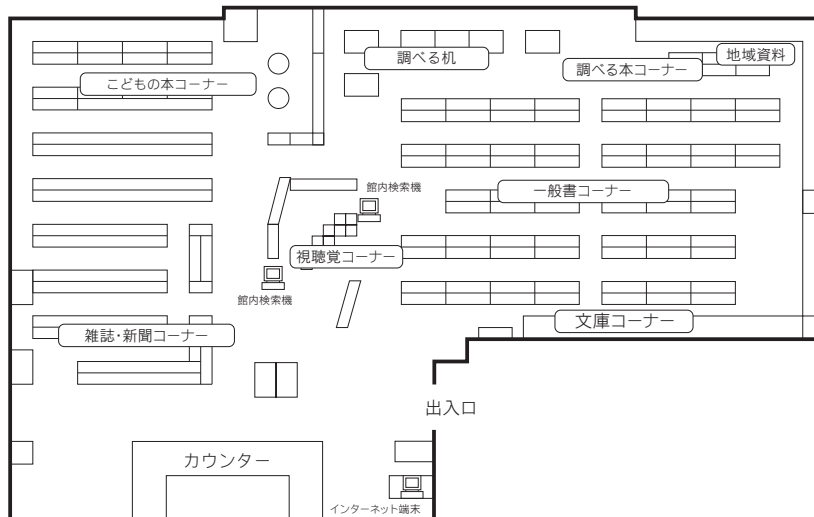 調べる机
地域資料
調べる本コーナー
こどもの本コーナー
館内検索機
一般書コーナー
視聴覚コーナー
館内検索機
雑誌・新聞コーナー
文庫コーナー
出入口
カウンター
インターネット端末